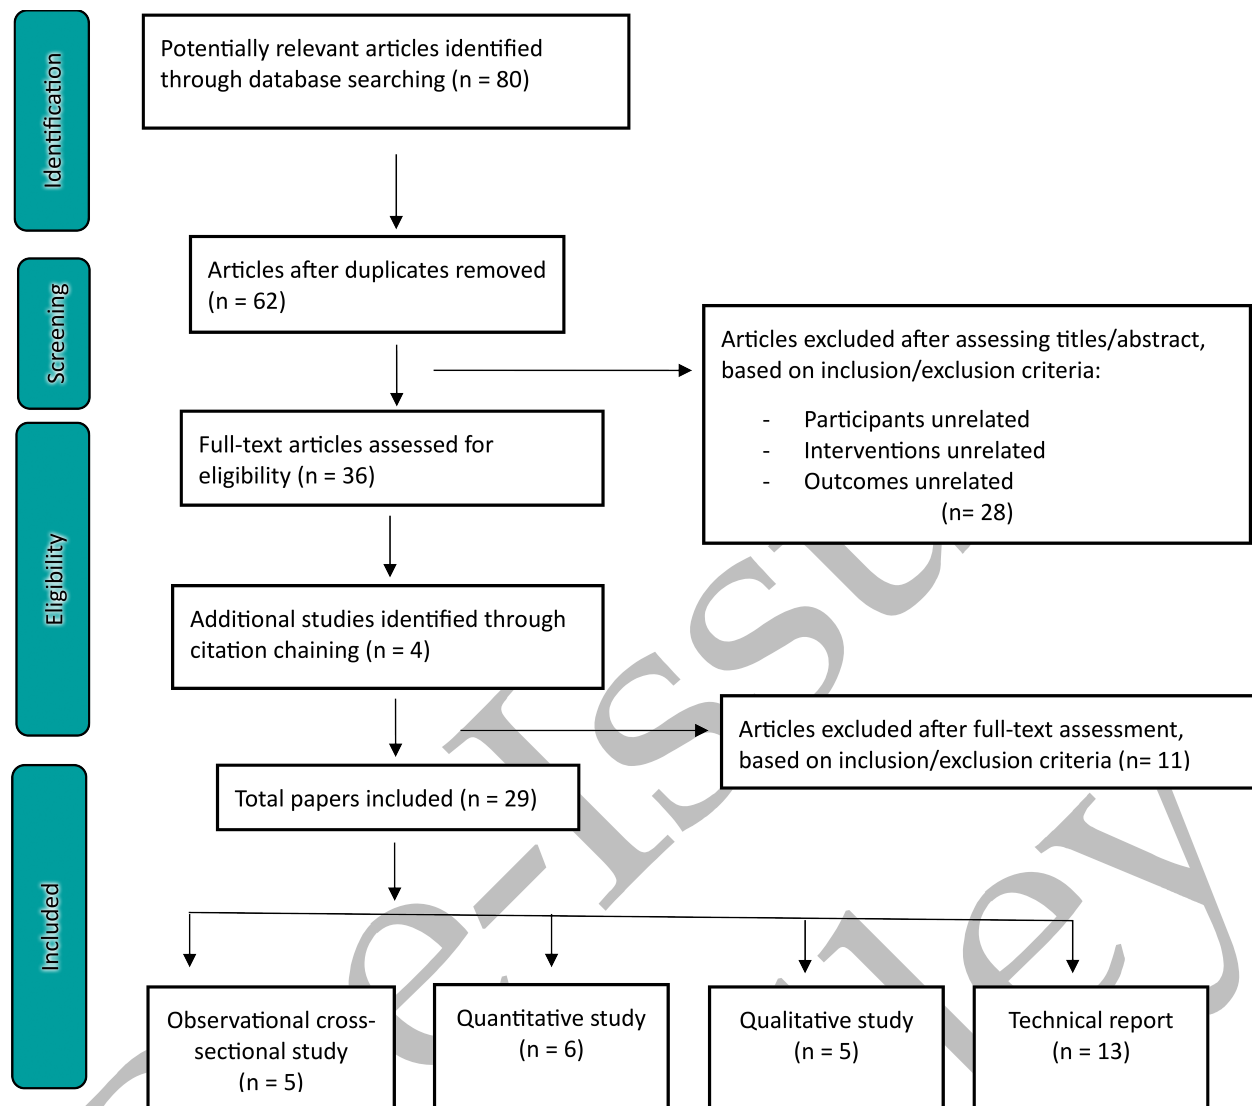 Identification
Potentially relevant articles identified
through database searching (n = 80)
Articles after duplicates removed
(n = 62)
Screening
Articles excluded after assessing titles/abstract,
based on inclusion/exclusion criteria:
- Participants unrelated
- Interventions unrelated
- Outcomes unrelated
(n= 28)
Full-text articles assessed for
eligibility (n = 36)
Eligibility
Additional studies identified through
citation chaining (n = 4)
Articles excluded after full-text assessment,
based on inclusion/exclusion criteria (n= 11)
Total papers included (n = 29)
Included
Observational cross-
sectional study
(n = 5)
Quantitative study
(n = 6)
Qualitative study
(n = 5)
Technical report
(n = 13)